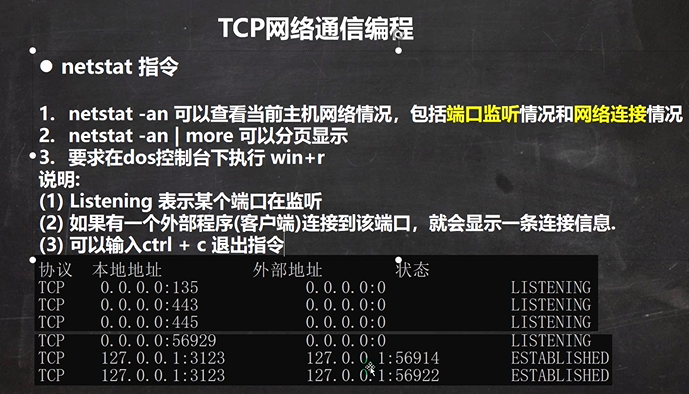 TCP网络通信编程
● netstat 指令
1. netstat -an 可以查看当前主机网络情况，包括端口监听情况和网络连接情况
2. netstat -an | more 可以分页显示
3. 要求在dos控制台下执行 win+r
说明:
(1) Listening 表示某个端口在监听
(2) 如果有一个外部程序(客户端)连接到该端口，就会显示一条连接信息.
(3) 可以输入ctrl + c 退出指令
协议 本地地址 外部地址 状态
TCP 0.0.0.0:135 0.0.0.0:0 LISTENING
TCP 0.0.0.0:443 0.0.0.0:0 LISTENING
TCP 0.0.0.0:445 0.0.0.0:0 LISTENING
TCP 0.0.0.0:56929 0.0.0.0:0 LISTENING
TCP 127.0.0.1:3123 127.0.0.1:56914 ESTABLISHED
TCP 127.0.0.1:3123 127.0.0.1:56922 ESTABLISHED